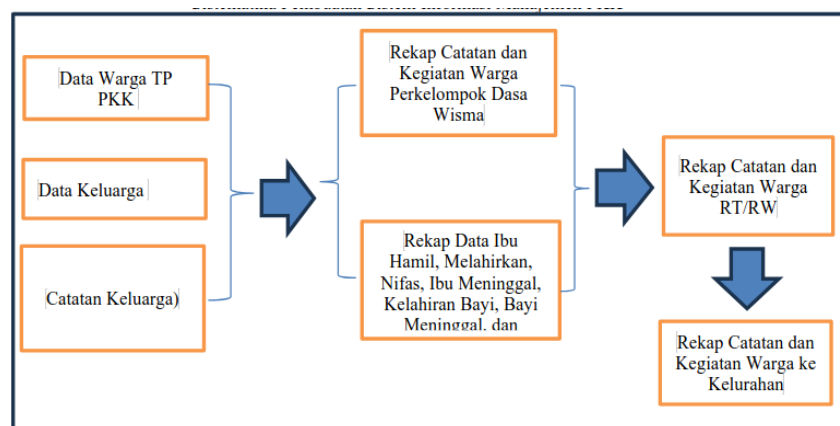 Data Warga TP
PKK
Data Keluarga
Catatan Keluarga)
Rekap Catatan dan
Kegiatan Warga
Perkelompok Dasa
Wisma
Rekap Data Ibu
Hamil, Melahirkan,
Nifas, Ibu Meninggal,
Kelahiran Bayi, Bayi
Meninggal, dan
Rekap Catatan dan
Kegiatan Warga
RT/RW
Rekap Catatan dan
Kegiatan Warga ke
Kelurahan